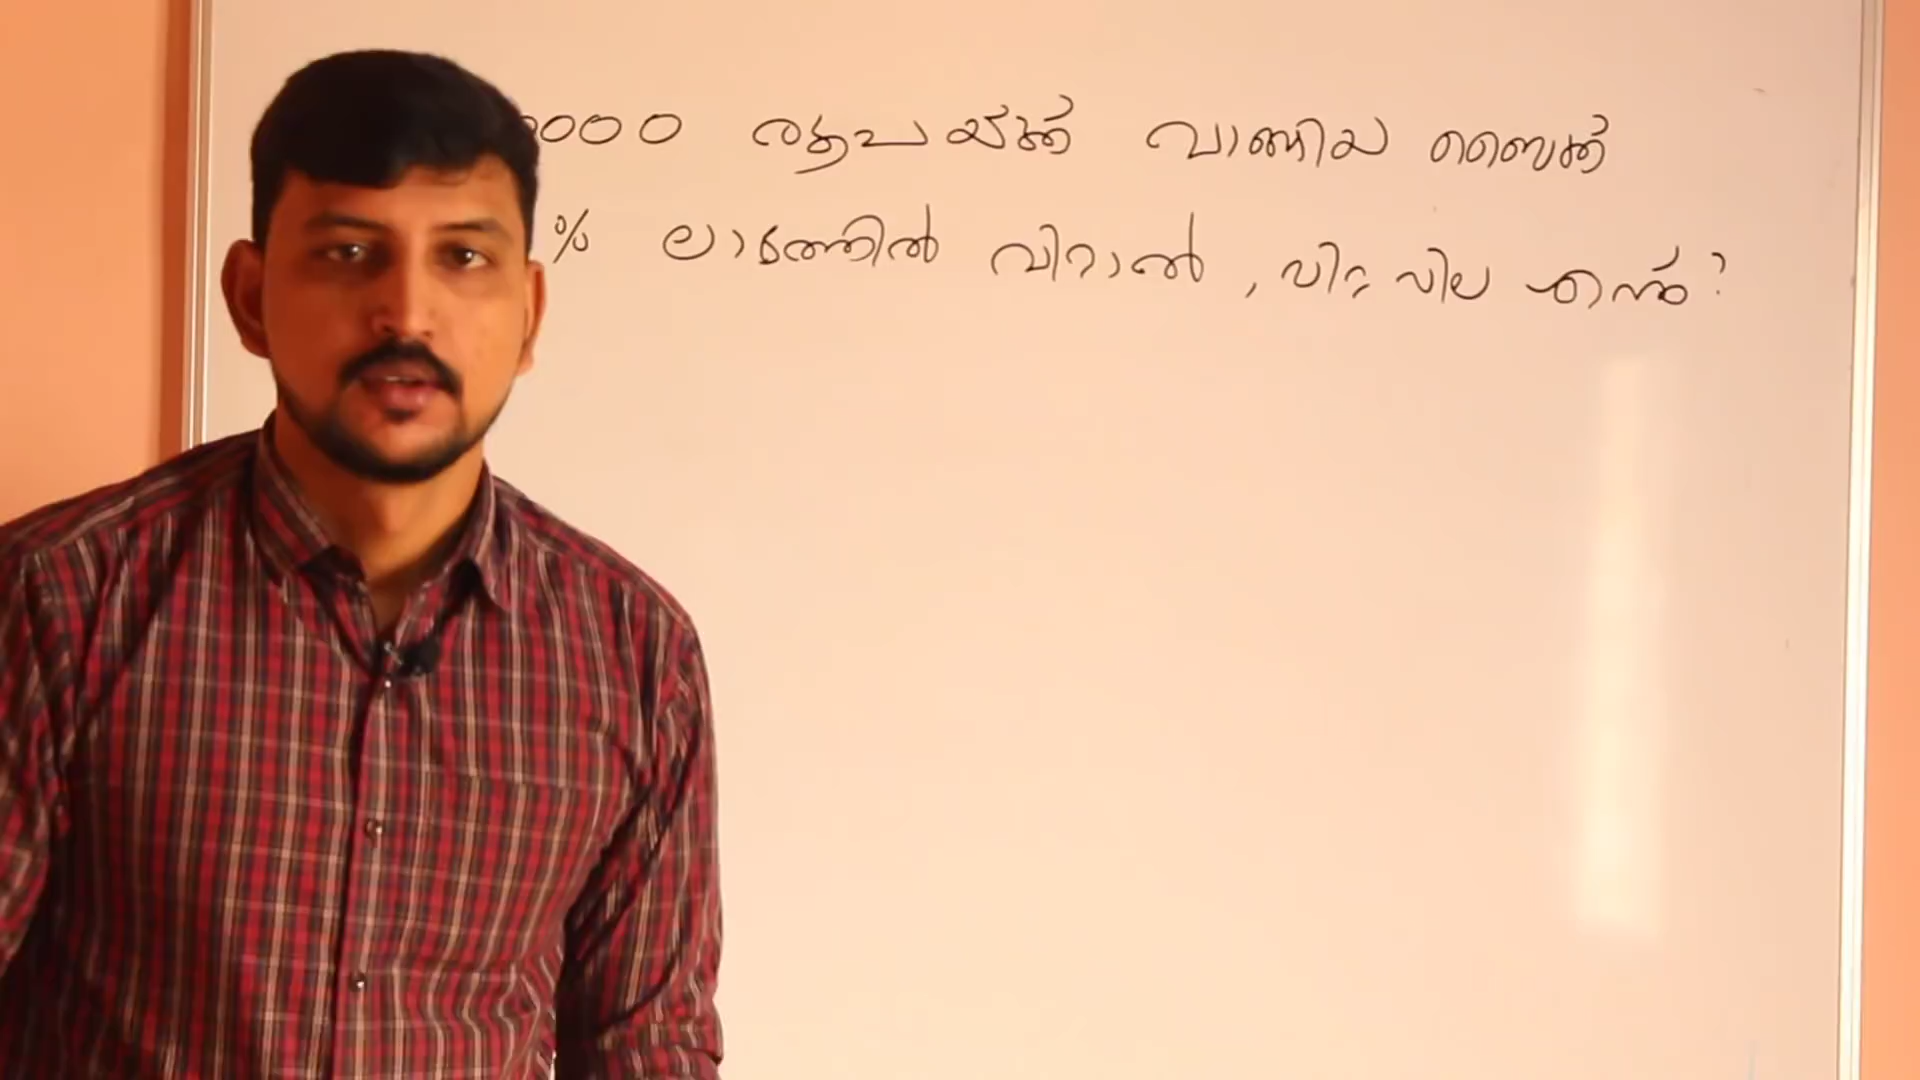 000 രൂപയ്ക്ക് വാങ്ങിയ ബൈക്ക്
% ലാഭത്തിൽ വിറ്റാൽ, വിറ്റ വില എന്ത്?